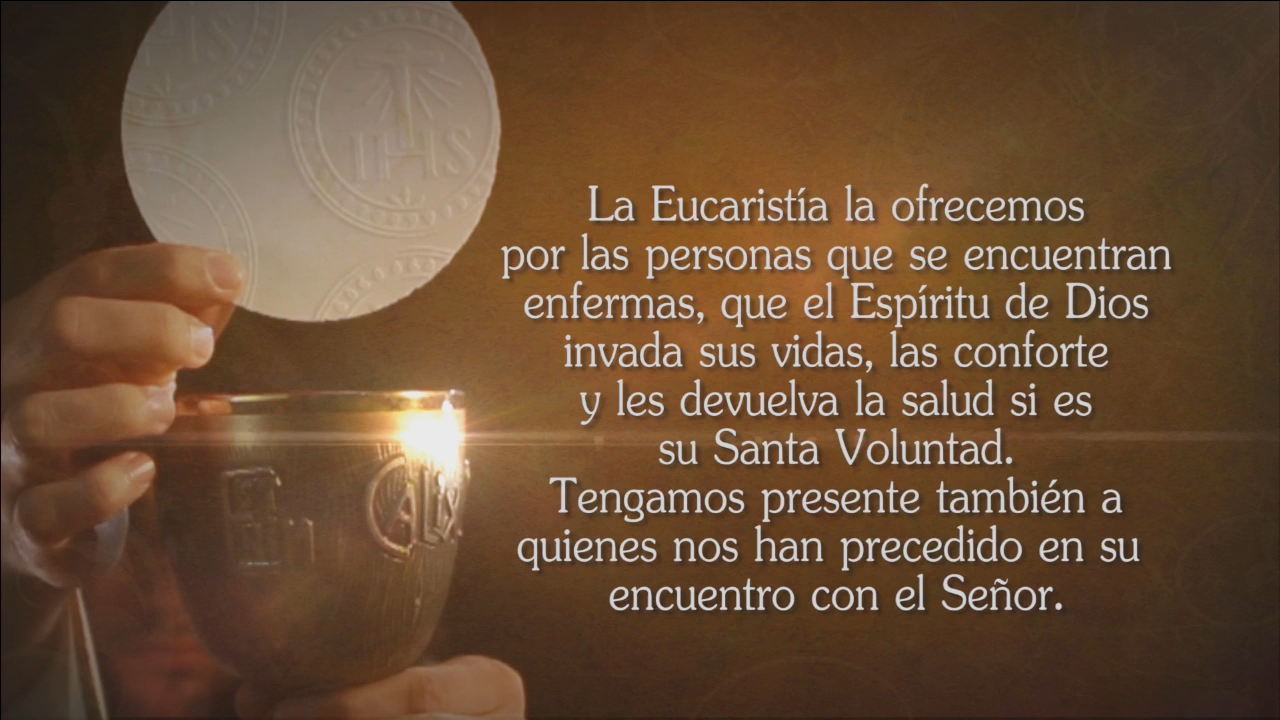 IHS
La Eucaristía la ofrecemos
por las personas que se encuentran
enfermas, que el Espíritu de Dios
invada sus vidas, las conforte
y les devuelva la salud si es
su Santa Voluntad.
Tengamos presente también a
quienes nos han precedido en su
encuentro con el Señor.